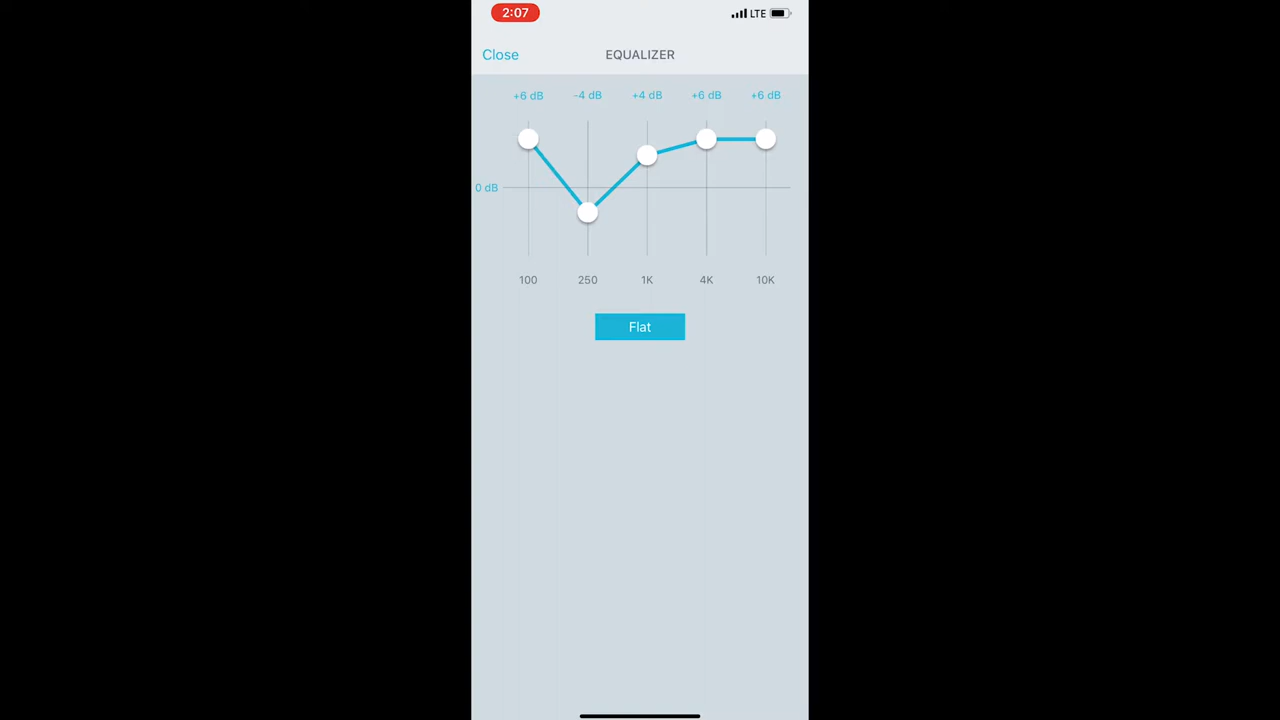 2:07 LTE
Close EQUALIZER
+6 dB -4 dB +4 dB +6 dB +6 dB
0 dB
100 250 1K 4K 10K
Flat